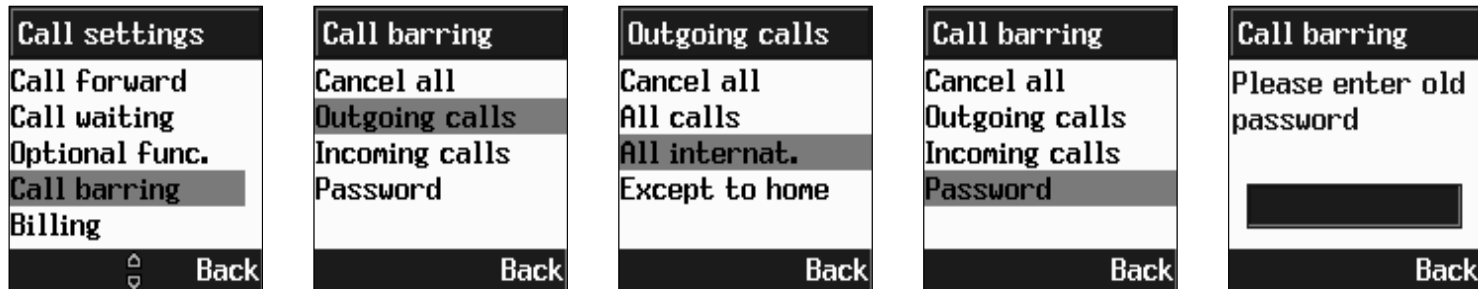 Call settings
Call forward
Call waiting
Optional func.
Call barring
Billing
Back
Call barring
Cancel all
Outgoing calls
Incoming calls
Password
Back
Outgoing calls
Cancel all
All calls
All internat.
Except to home
Back
Call barring
Cancel all
Outgoing calls
Incoming calls
Password
Back
Call barring
Please enter old
password
Back